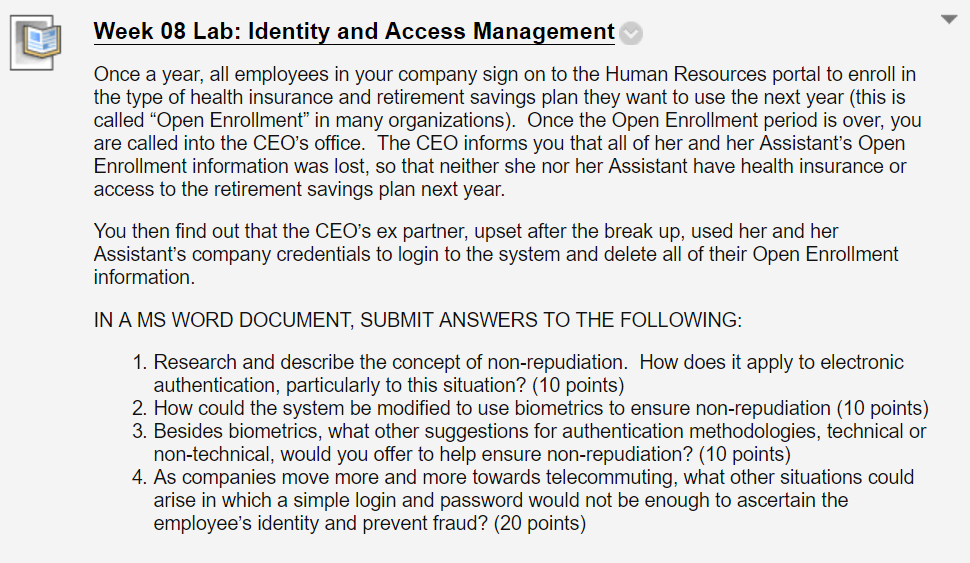 Week 08 Lab: Identity and Access Management
Once a year, all employees in your company sign on to the Human Resources portal to enroll in
the type of health insurance and retirement savings plan they want to use the next year (this is
called “Open Enrollment” in many organizations).  Once the Open Enrollment period is over, you
are called into the CEO’s office.  The CEO informs you that all of her and her Assistant’s Open
Enrollment information was lost, so that neither she nor her Assistant have health insurance or
access to the retirement savings plan next year.
You then find out that the CEO’s ex partner, upset after the break up, used her and her
Assistant’s company credentials to login to the system and delete all of their Open Enrollment
information.
IN A MS WORD DOCUMENT, SUBMIT ANSWERS TO THE FOLLOWING:
1. Research and describe the concept of non-repudiation.  How does it apply to electronic
authentication, particularly to this situation? (10 points)
2. How could the system be modified to use biometrics to ensure non-repudiation (10 points)
3. Besides biometrics, what other suggestions for authentication methodologies, technical or
non-technical, would you offer to help ensure non-repudiation? (10 points)
4. As companies move more and more towards telecommuting, what other situations could
arise in which a simple login and password would not be enough to ascertain the
employee’s identity and prevent fraud? (20 points)